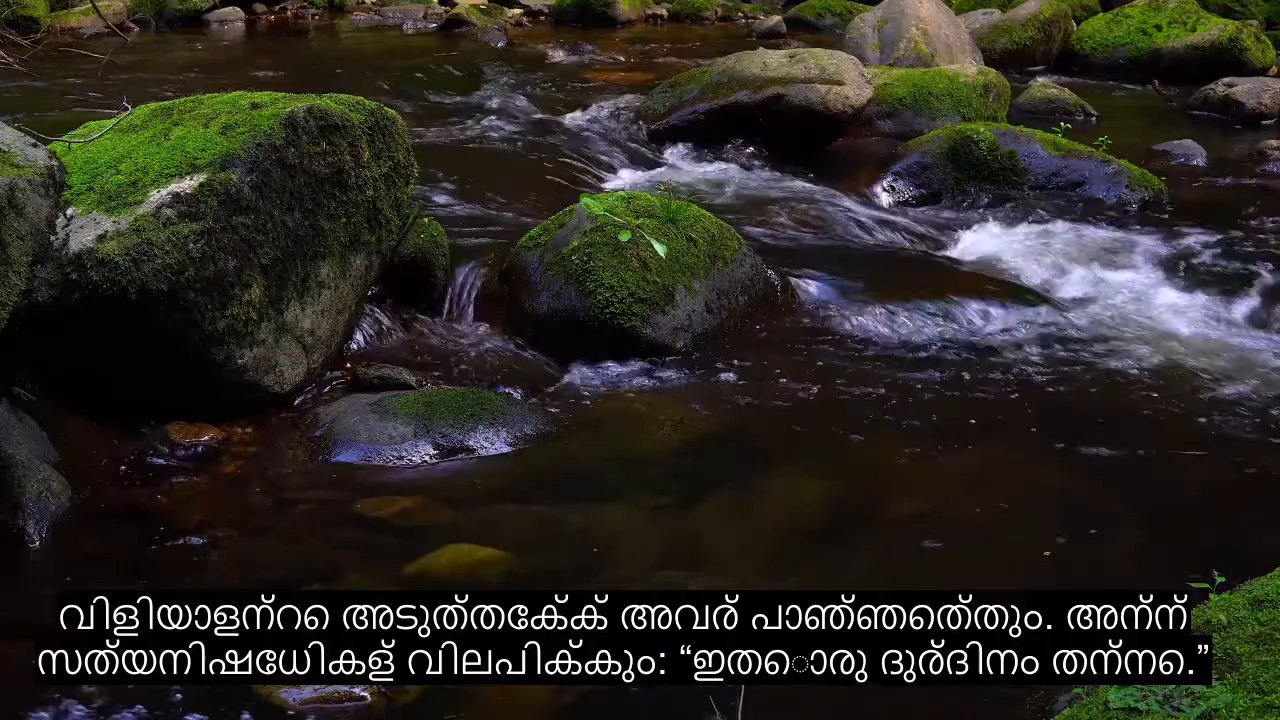 വിളിയാളന്റെ അടുത്തേക്ക് അവര് പാഞ്ഞെത്തും. അന്ന്
സത്യനിഷേധികള് വിലപിക്കും: “ഇതൊരു ദുര്ദിനം തന്നെ.”